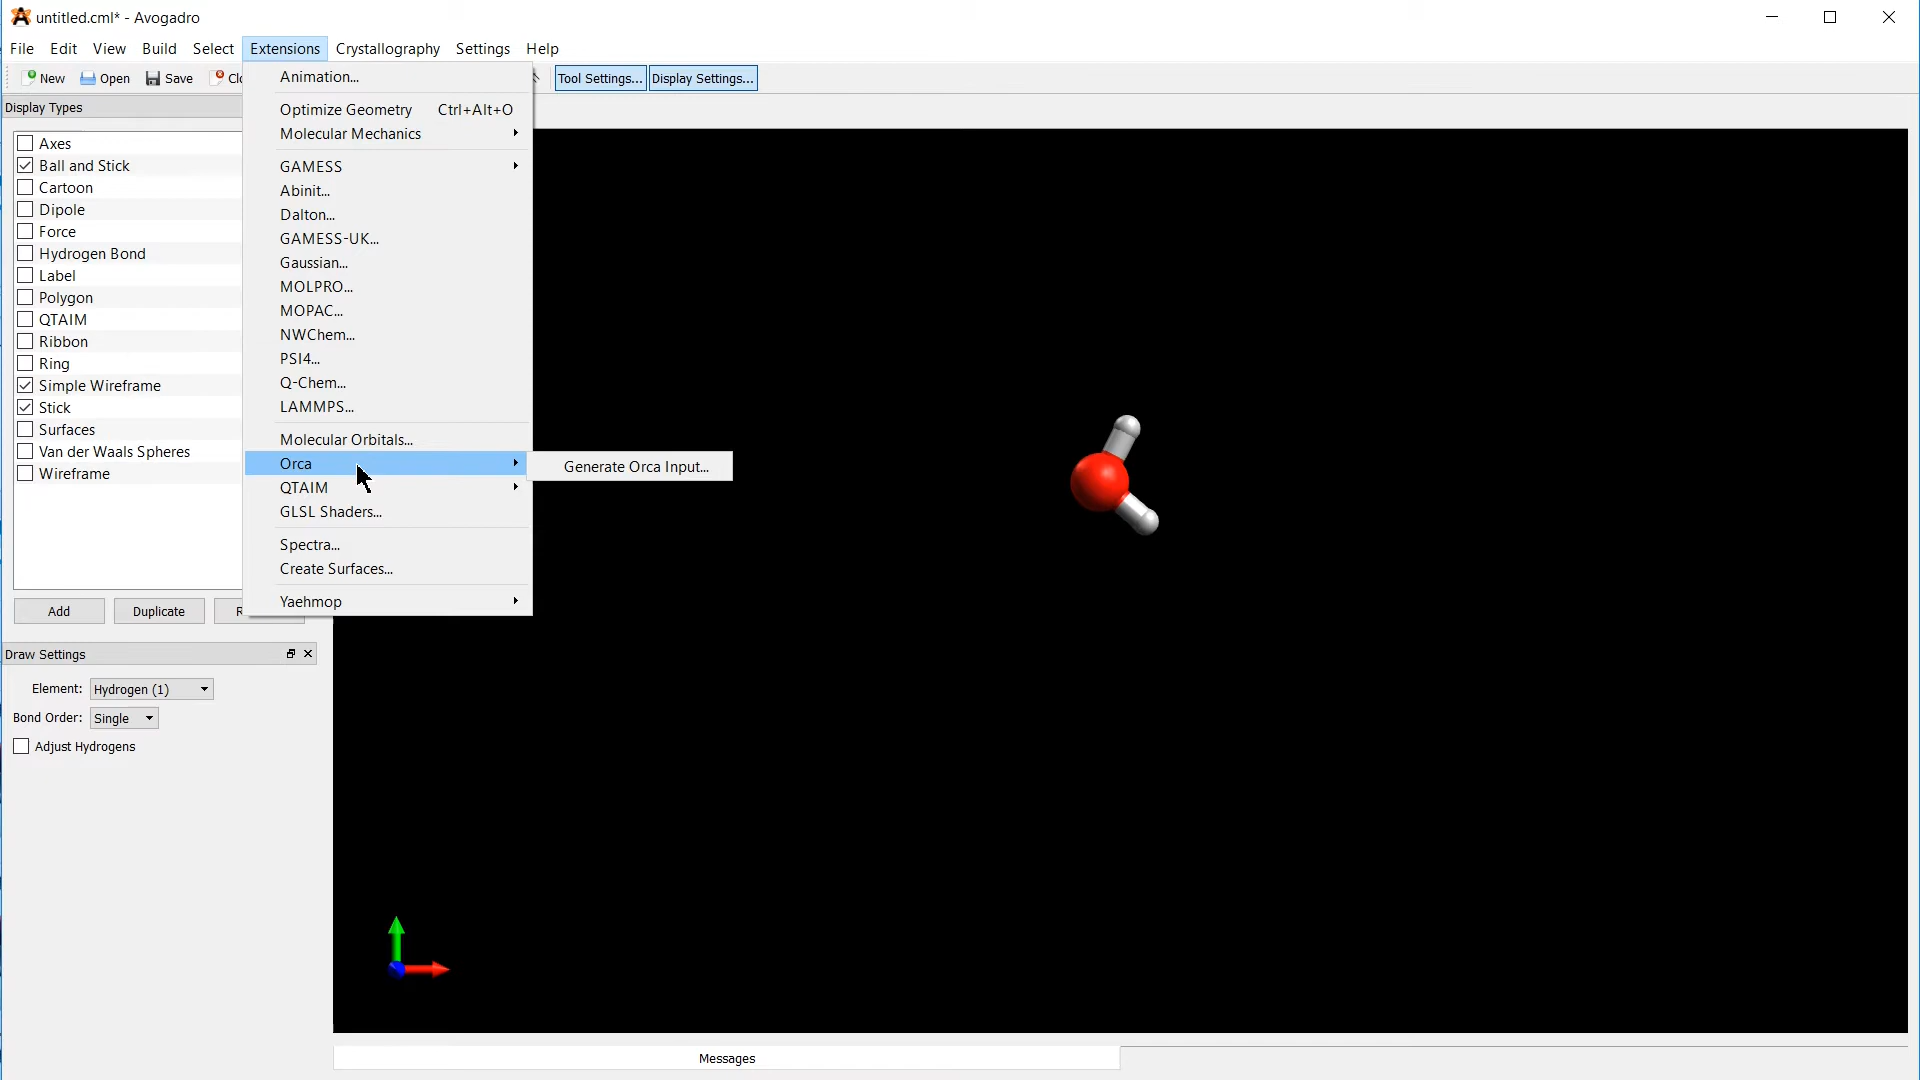 untitled.cml* - Avogadro
File Edit View Build Select Extensions Crystallography Settings Help
New Open Save Tool Settings... Display Settings...
Display Types
Axes
Ball and Stick
Cartoon
Dipole
Force
Hydrogen Bond
Label
Polygon
QTAIM
Ribbon
Ring
Simple Wireframe
Stick
Surfaces
Van der Waals Spheres
Wireframe
Add Duplicate
Draw Settings
Element: Hydrogen (1)
Bond Order: Single
Adjust Hydrogens
Animation...
Optimize Geometry Ctrl+Alt+O
Molecular Mechanics
GAMESS
Abinit...
Dalton...
GAMESS-UK...
Gaussian...
MOLPRO...
MOPAC...
NWChem...
PSI4...
Q-Chem...
LAMMPS...
Molecular Orbitals...
Orca
Generate Orca Input...
QTAIM
GLSL Shaders...
Spectra...
Create Surfaces...
Yaehmop
Messages